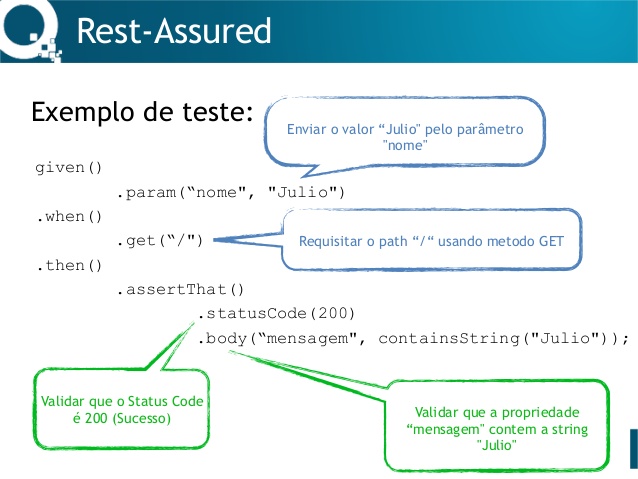 Rest-Assured
Exemplo de teste:
Enviar o valor “Julio" pelo parâmetro
"nome"
given()
.param(“nome", "Julio")
.when()
.get(“/")
Requisitar o path “/“ usando metodo GET
.then()
.assertThat()
.statusCode(200)
.body(“mensagem", containsString("Julio"));
Validar que o Status Code
é 200 (Sucesso)
Validar que a propriedade
“mensagem" contem a string
"Julio"